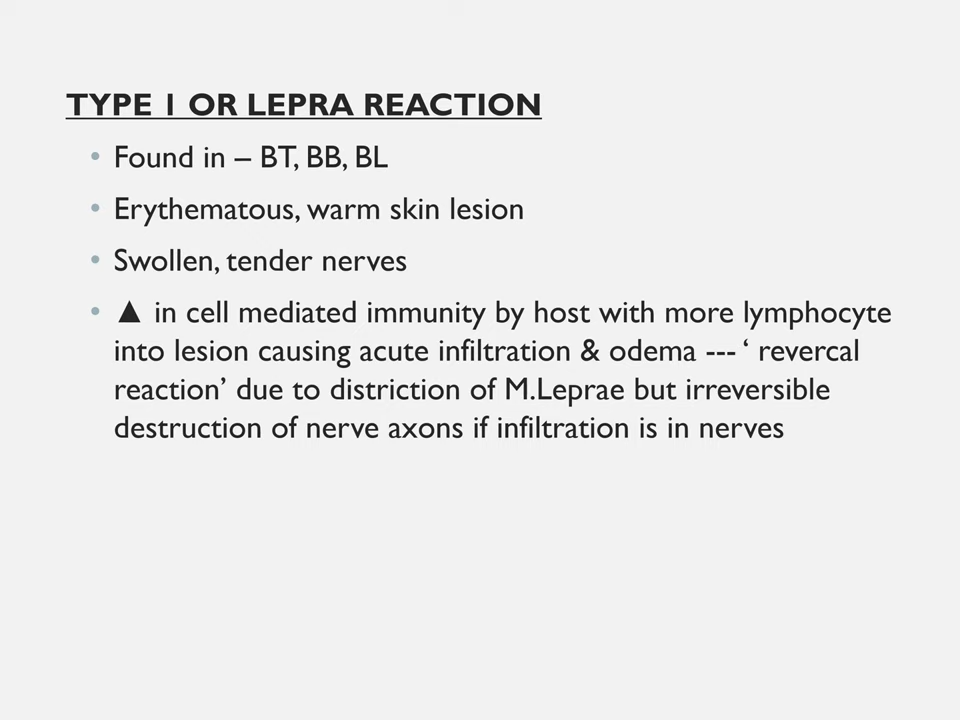 TYPE 1 OR LEPRA REACTION
• Found in – BT, BB, BL
• Erythematous, warm skin lesion
• Swollen, tender nerves
• ▲ in cell mediated immunity by host with more lymphocyte
into lesion causing acute infiltration & odema --- ‘ revercal
reaction’ due to distriction of M.Leprae but irreversible
destruction of nerve axons if infiltration is in nerves